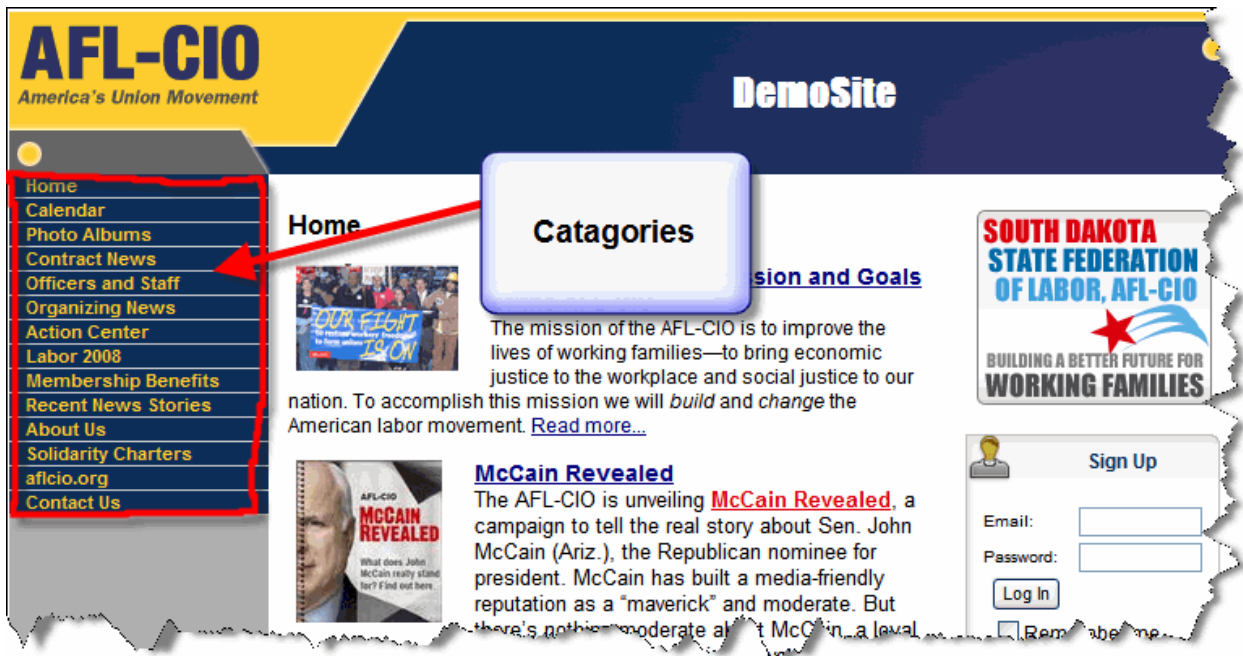 AFL-CIO
America's Union Movement
DemoSite
Home
Calendar
Photo Albums
Contract News
Officers and Staff
Organizing News
Action Center
Labor 2008
Membership Benefits
Recent News Stories
About Us
Solidarity Charters
aflcio.org
Contact Us
Catagories
Home
sion and Goals
OUR FIGHT
IS ON
The mission of the AFL-CIO is to improve the
lives of working families—to bring economic
justice to the workplace and social justice to our
nation. To accomplish this mission we will build and change the
American labor movement. Read more...
AFL-CIO
McCAIN
REVEALED
What does John
McCain really stand
for? Find out here.
McCain Revealed
The AFL-CIO is unveiling McCain Revealed, a
campaign to tell the real story about Sen. John
McCain (Ariz.), the Republican nominee for
president. McCain has built a media-friendly
reputation as a “maverick” and moderate. But
there's nothing moderate about McCain, a loyal
SOUTH DAKOTA
STATE FEDERATION
OF LABOR, AFL-CIO
BUILDING A BETTER FUTURE FOR
WORKING FAMILIES
Sign Up
Email:
Password:
Log In
Remember me